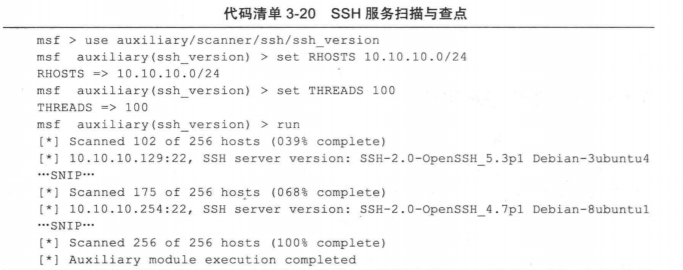 代码清单 3-20 SSH 服务扫描与查点
msf > use auxiliary/scanner/ssh/ssh_version
msf auxiliary(ssh_version) > set RHOSTS 10.10.10.0/24
RHOSTS => 10.10.10.0/24
msf auxiliary(ssh_version) > set THREADS 100
THREADS => 100
msf auxiliary(ssh_version) > run
[*] Scanned 102 of 256 hosts (039% complete)
[*] 10.10.10.129:22, SSH server version: SSH-2.0-OpenSSH_5.3p1 Debian-3ubuntu4
…SNIP…
[*] Scanned 175 of 256 hosts (068% complete)
[*] 10.10.10.254:22, SSH server version: SSH-2.0-OpenSSH_4.7p1 Debian-8ubuntu1
…SNIP…
[*] Scanned 256 of 256 hosts (100% complete)
[*] Auxiliary module execution completed